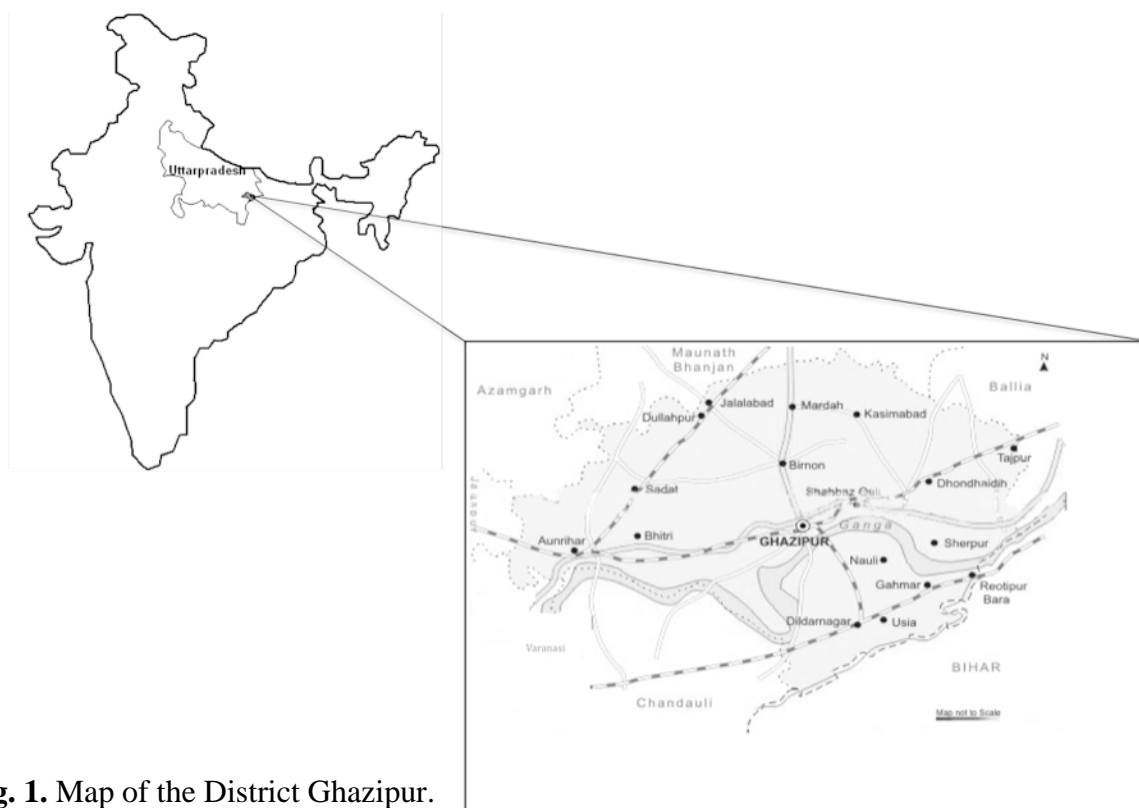 Uttarpradesh
Maunath
Bhanjan
N
Azamgarh
Ballia
Jalalabad
Mardah
Dullahpur
Kasimabad
Tajpur
Birnon
Dhondhaidih
Sadat
Shahbaz Quli
Jaunpur
Ganga
GHAZIPUR
Aunrihar
Bhitri
Sherpur
Nauli
Gahmar
Reotipur
Bara
Dildarnagar
Usia
Varanasi
BIHAR
Chandauli
Map not to Scale
g. 1. Map of the District Ghazipur.